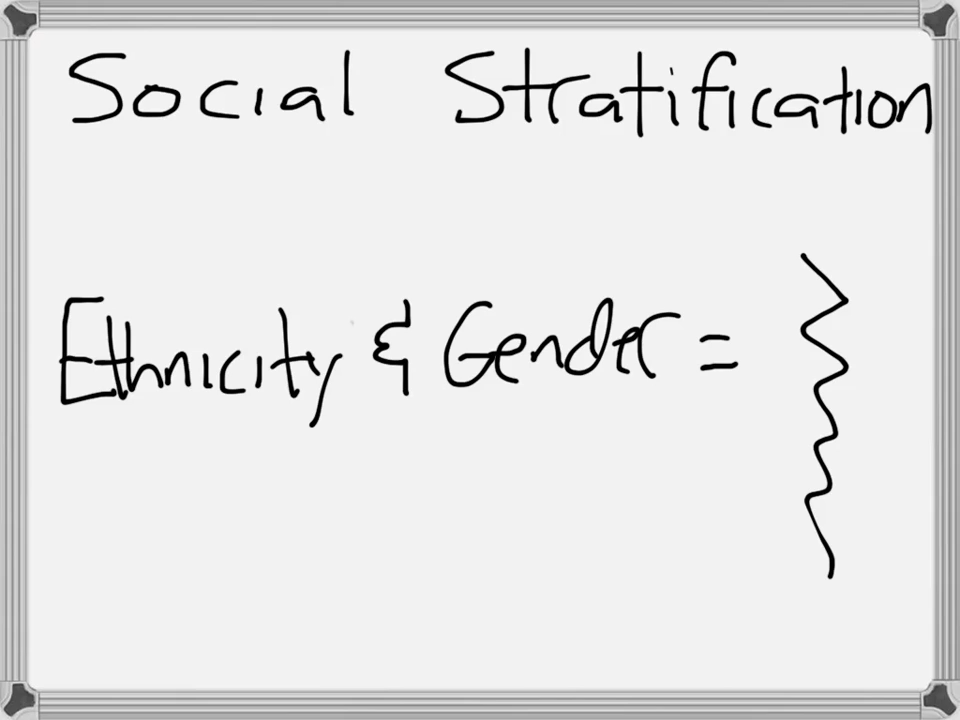 Social Stratification
Ethnicity & Gender =